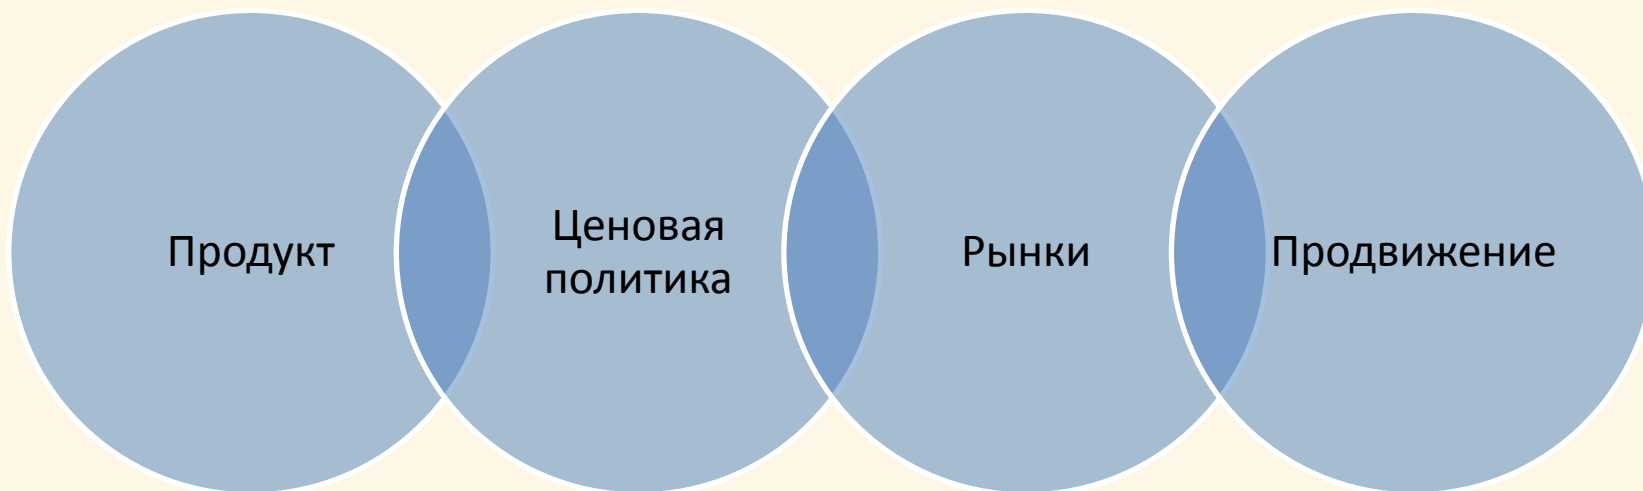 Продукт
Ценовая
политика
Рынки
Продвижение